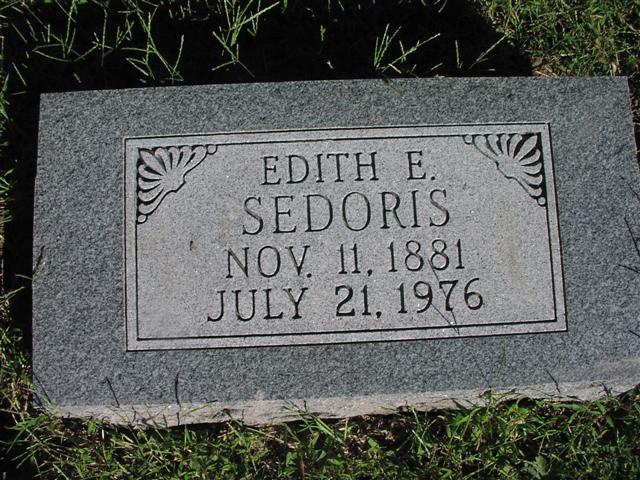 EDITH E.
SEDORIS
NOV. 11, 1881
JULY 21, 1976